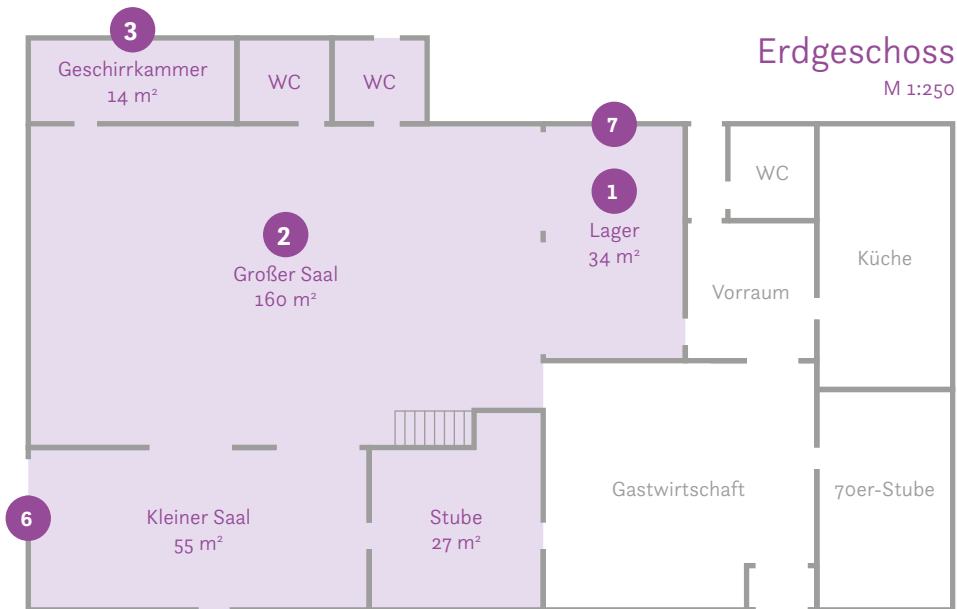 Erdgeschoss
M 1:250
3
Geschirrkammer
14 m²
WC
WC
7
1
Lager
34 m²
WC
Küche
Vorraum
2
Großer Saal
160 m²
6
Kleiner Saal
55 m²
Stube
27 m²
Gastwirtschaft
70er-Stube